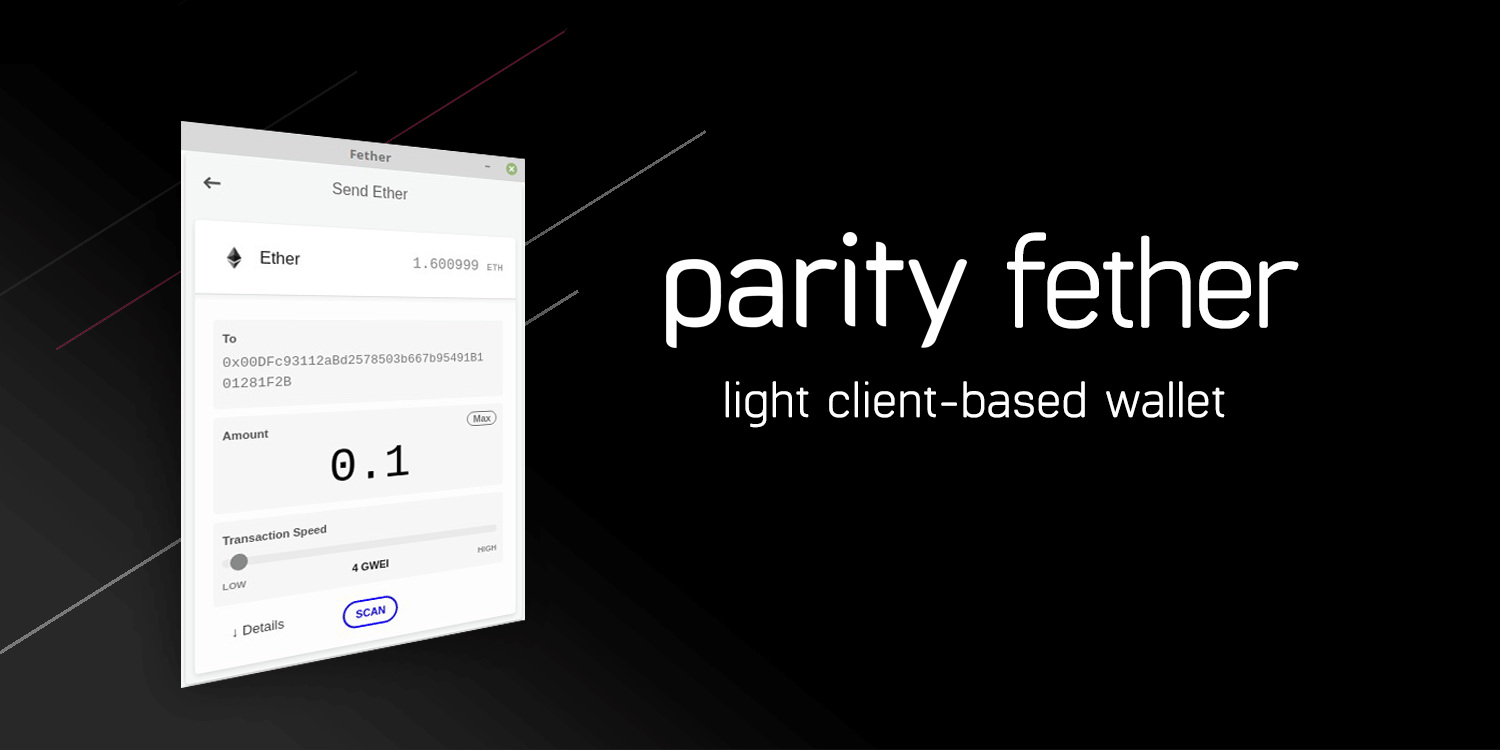 Fether
Send Ether
Ether 1.600999 ETH
To
0x00DFc93112aBd2578503b667b95491B1
01281F2B
Max
Amount
0.1
Transaction Speed
LOW 4 GWEI HIGH
↓ Details SCAN
parity fether
light client-based wallet